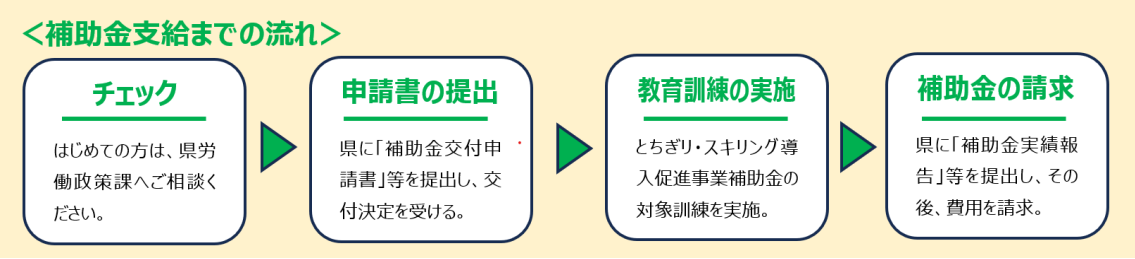 ＜補助金支給までの流れ＞
チェック
はじめての方は、県労
働政策課へご相談く
ださい。
申請書の提出
県に「補助金交付申
請書」等を提出し、交
付決定を受ける。
教育訓練の実施
とちぎリ・スキリング導
入促進事業補助金の
対象訓練を実施。
補助金の請求
県に「補助金実績報
告」等を提出し、その
後、費用を請求。